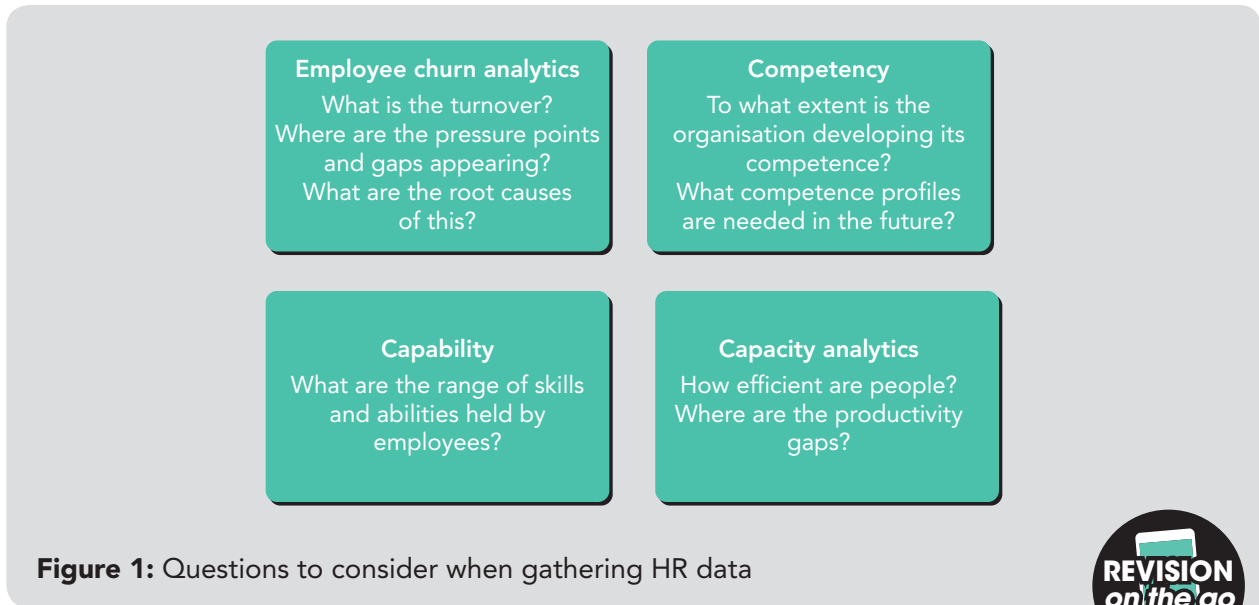 Employee churn analytics
What is the turnover?
Where are the pressure points
and gaps appearing?
What are the root causes
of this?
Competency
To what extent is the
organisation developing its
competence?
What competence profiles
are needed in the future?
Capability
What are the range of skills
and abilities held by
employees?
Capacity analytics
How efficient are people?
Where are the productivity
gaps?
Figure 1: Questions to consider when gathering HR data
REVISION
on the go